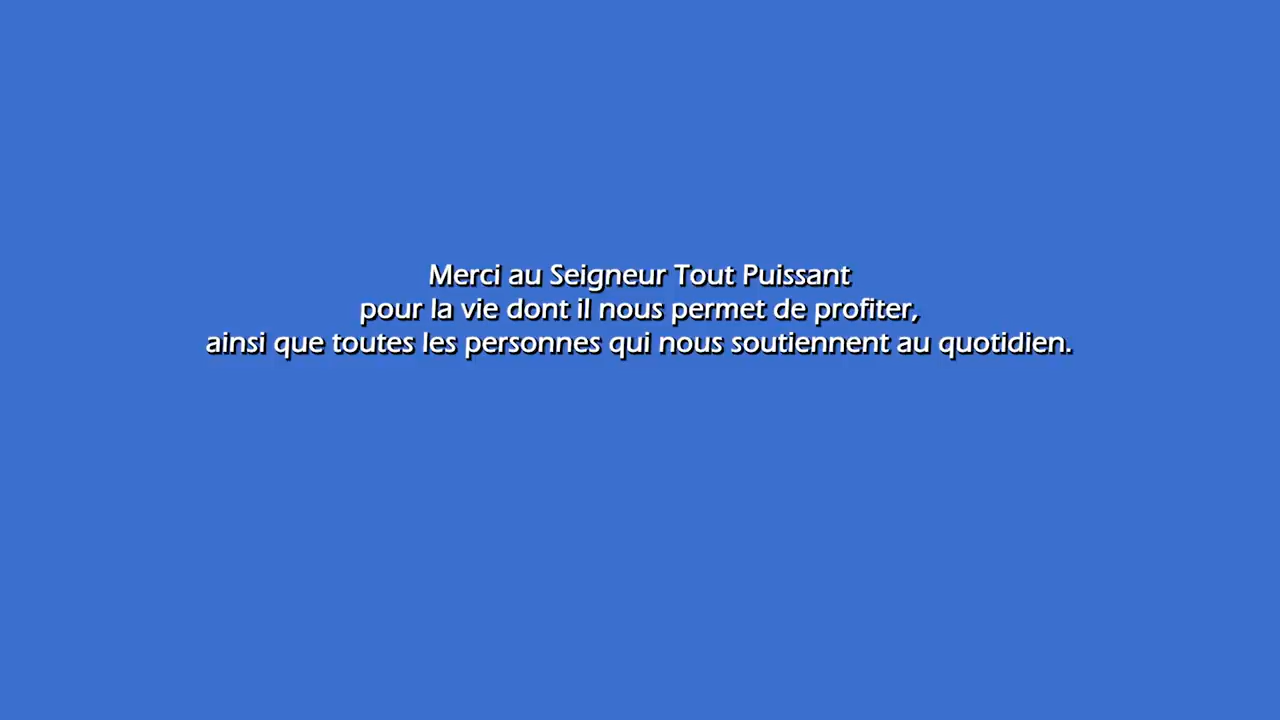 Merci au Seigneur Tout Puissant
pour la vie dont il nous permet de profiter,
ainsi que toutes les personnes qui nous soutiennent au quotidien.